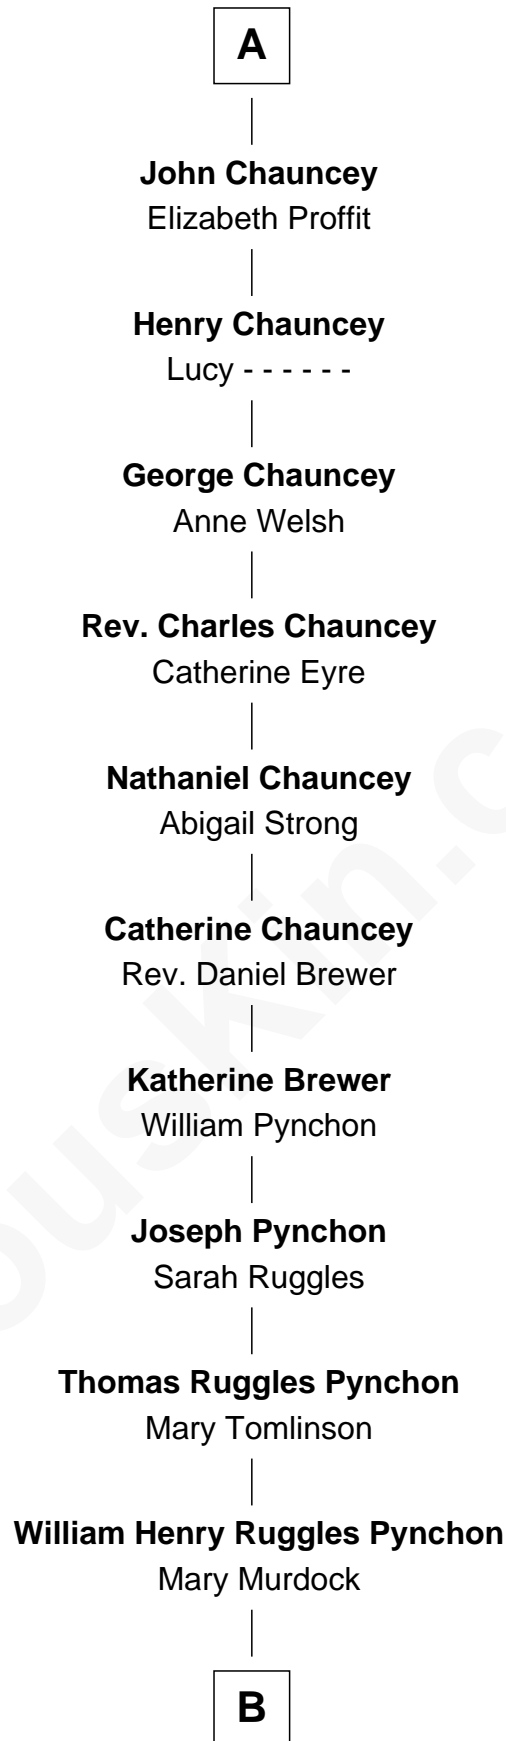 A
John Chauncey
Elizabeth Proffit
Henry Chauncey
Lucy - - - - - -
George Chauncey
Anne Welsh
Rev. Charles Chauncey
Catherine Eyre
Nathaniel Chauncey
Abigail Strong
Catherine Chauncey
Rev. Daniel Brewer
Katherine Brewer
William Pynchon
Joseph Pynchon
Sarah Ruggles
Thomas Ruggles Pynchon
Mary Tomlinson
William Henry Ruggles Pynchon
Mary Murdock
B